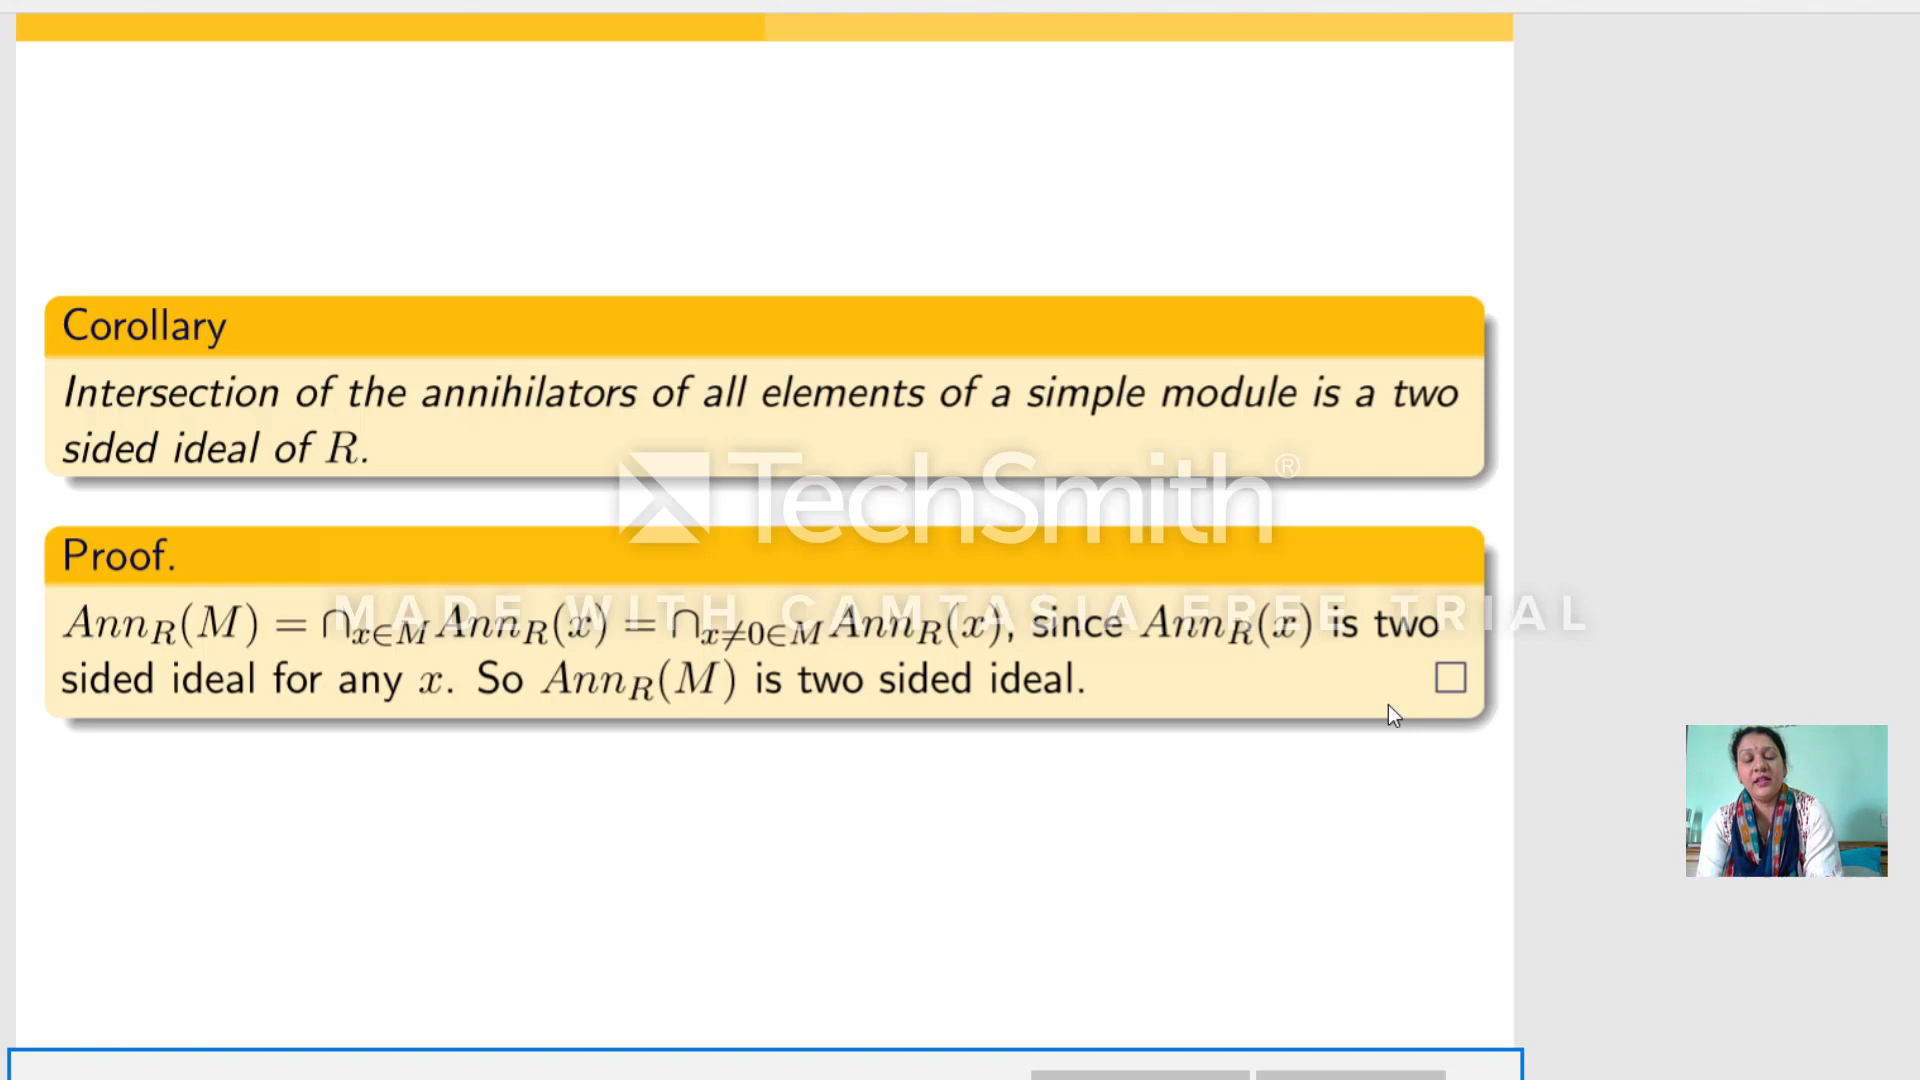 Corollary
Intersection of the annihilators of all elements of a simple module is a two
sided ideal of R.
TechSmith®
Proof.
MADE WITH CAMTASIA FREE TRIAL
Ann_R(M) = ∩_{x∈M} Ann_R(x) = ∩_{x≠0∈M} Ann_R(x), since Ann_R(x) is two
sided ideal for any x. So Ann_R(M) is two sided ideal. □